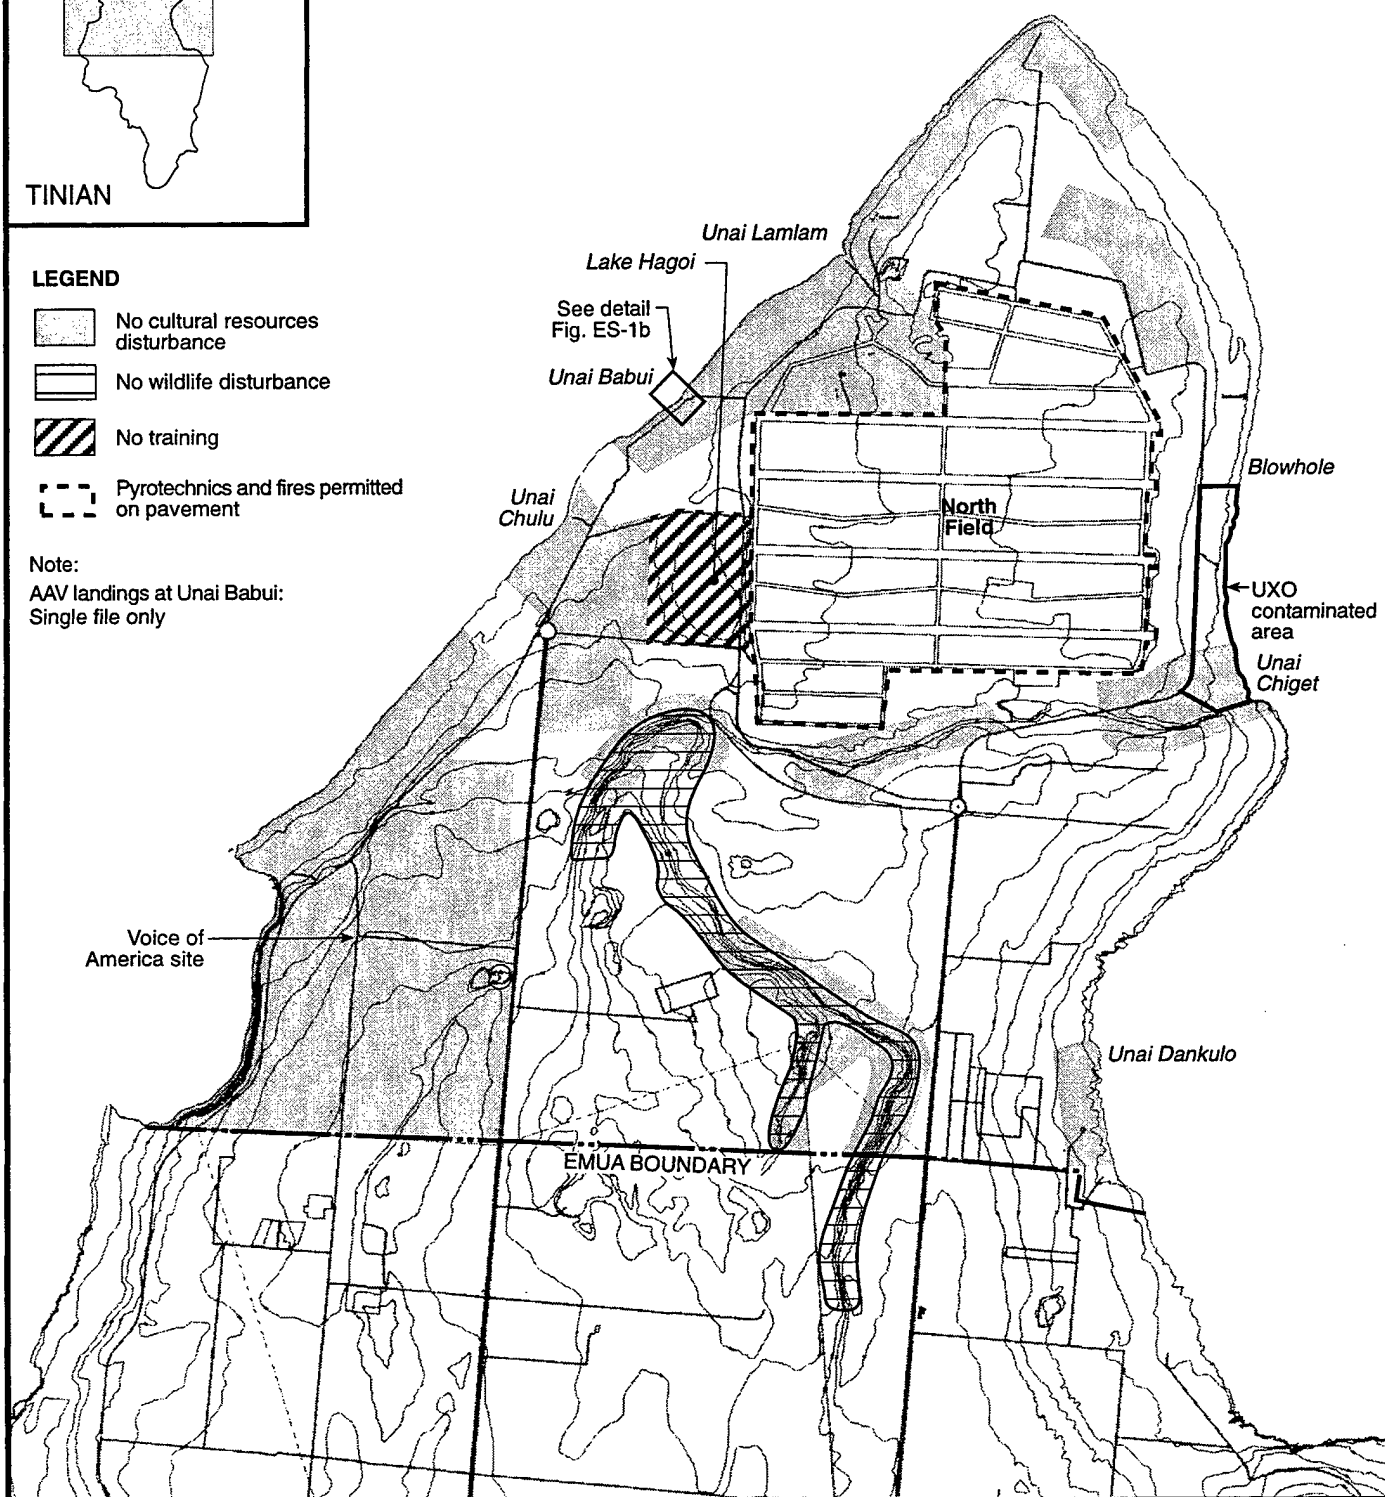 TINIAN
LEGEND
No cultural resources
disturbance
No wildlife disturbance
No training
Pyrotechnics and fires permitted
on pavement
Note:
AAV landings at Unai Babui:
Single file only
Unai Lamlam
Lake Hagoi
See detail
Fig. ES-1b
Unai Babui
Unai
Chulu
North
Field
Blowhole
UXO
contaminated
area
Unai
Chiget
Voice of
America site
Unai Dankulo
EMUA BOUNDARY